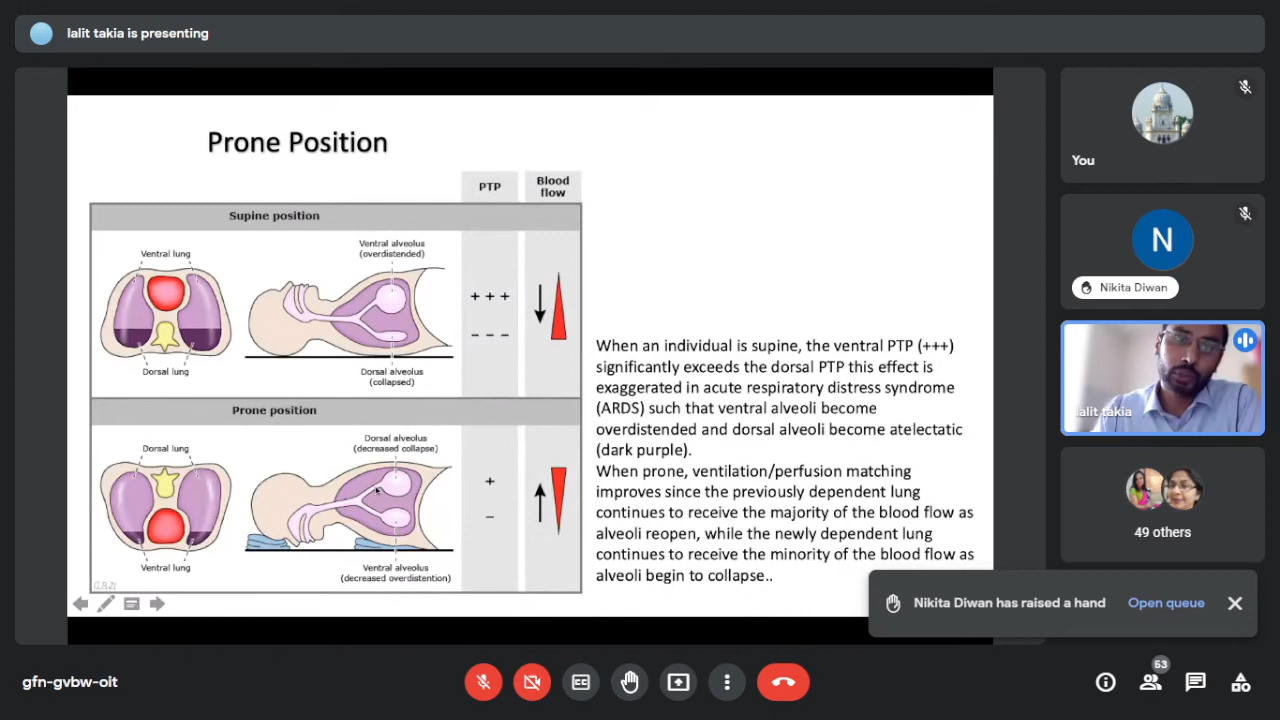 lalit takia is presenting
Prone Position
PTP
Blood
flow
Supine position
Ventral lung
Ventral alveolus
(overdistended)
+ + +
– – –
Dorsal lung
Dorsal alveolus
(collapsed)
Prone position
Dorsal lung
Dorsal alveolus
(decreased collapse)
+
–
Ventral lung
Ventral alveolus
(decreased overdistention)
When an individual is supine, the ventral PTP (+++)
significantly exceeds the dorsal PTP this effect is
exaggerated in acute respiratory distress syndrome
(ARDS) such that ventral alveoli become
overdistended and dorsal alveoli become atelectatic
(dark purple).
When prone, ventilation/perfusion matching
improves since the previously dependent lung
continues to receive the majority of the blood flow as
alveoli reopen, while the newly dependent lung
continues to receive the minority of the blood flow as
alveoli begin to collapse..
You
N
Nikita Diwan
lalit takia
49 others
Nikita Diwan has raised a hand
Open queue
gfn-gvbw-oit
53